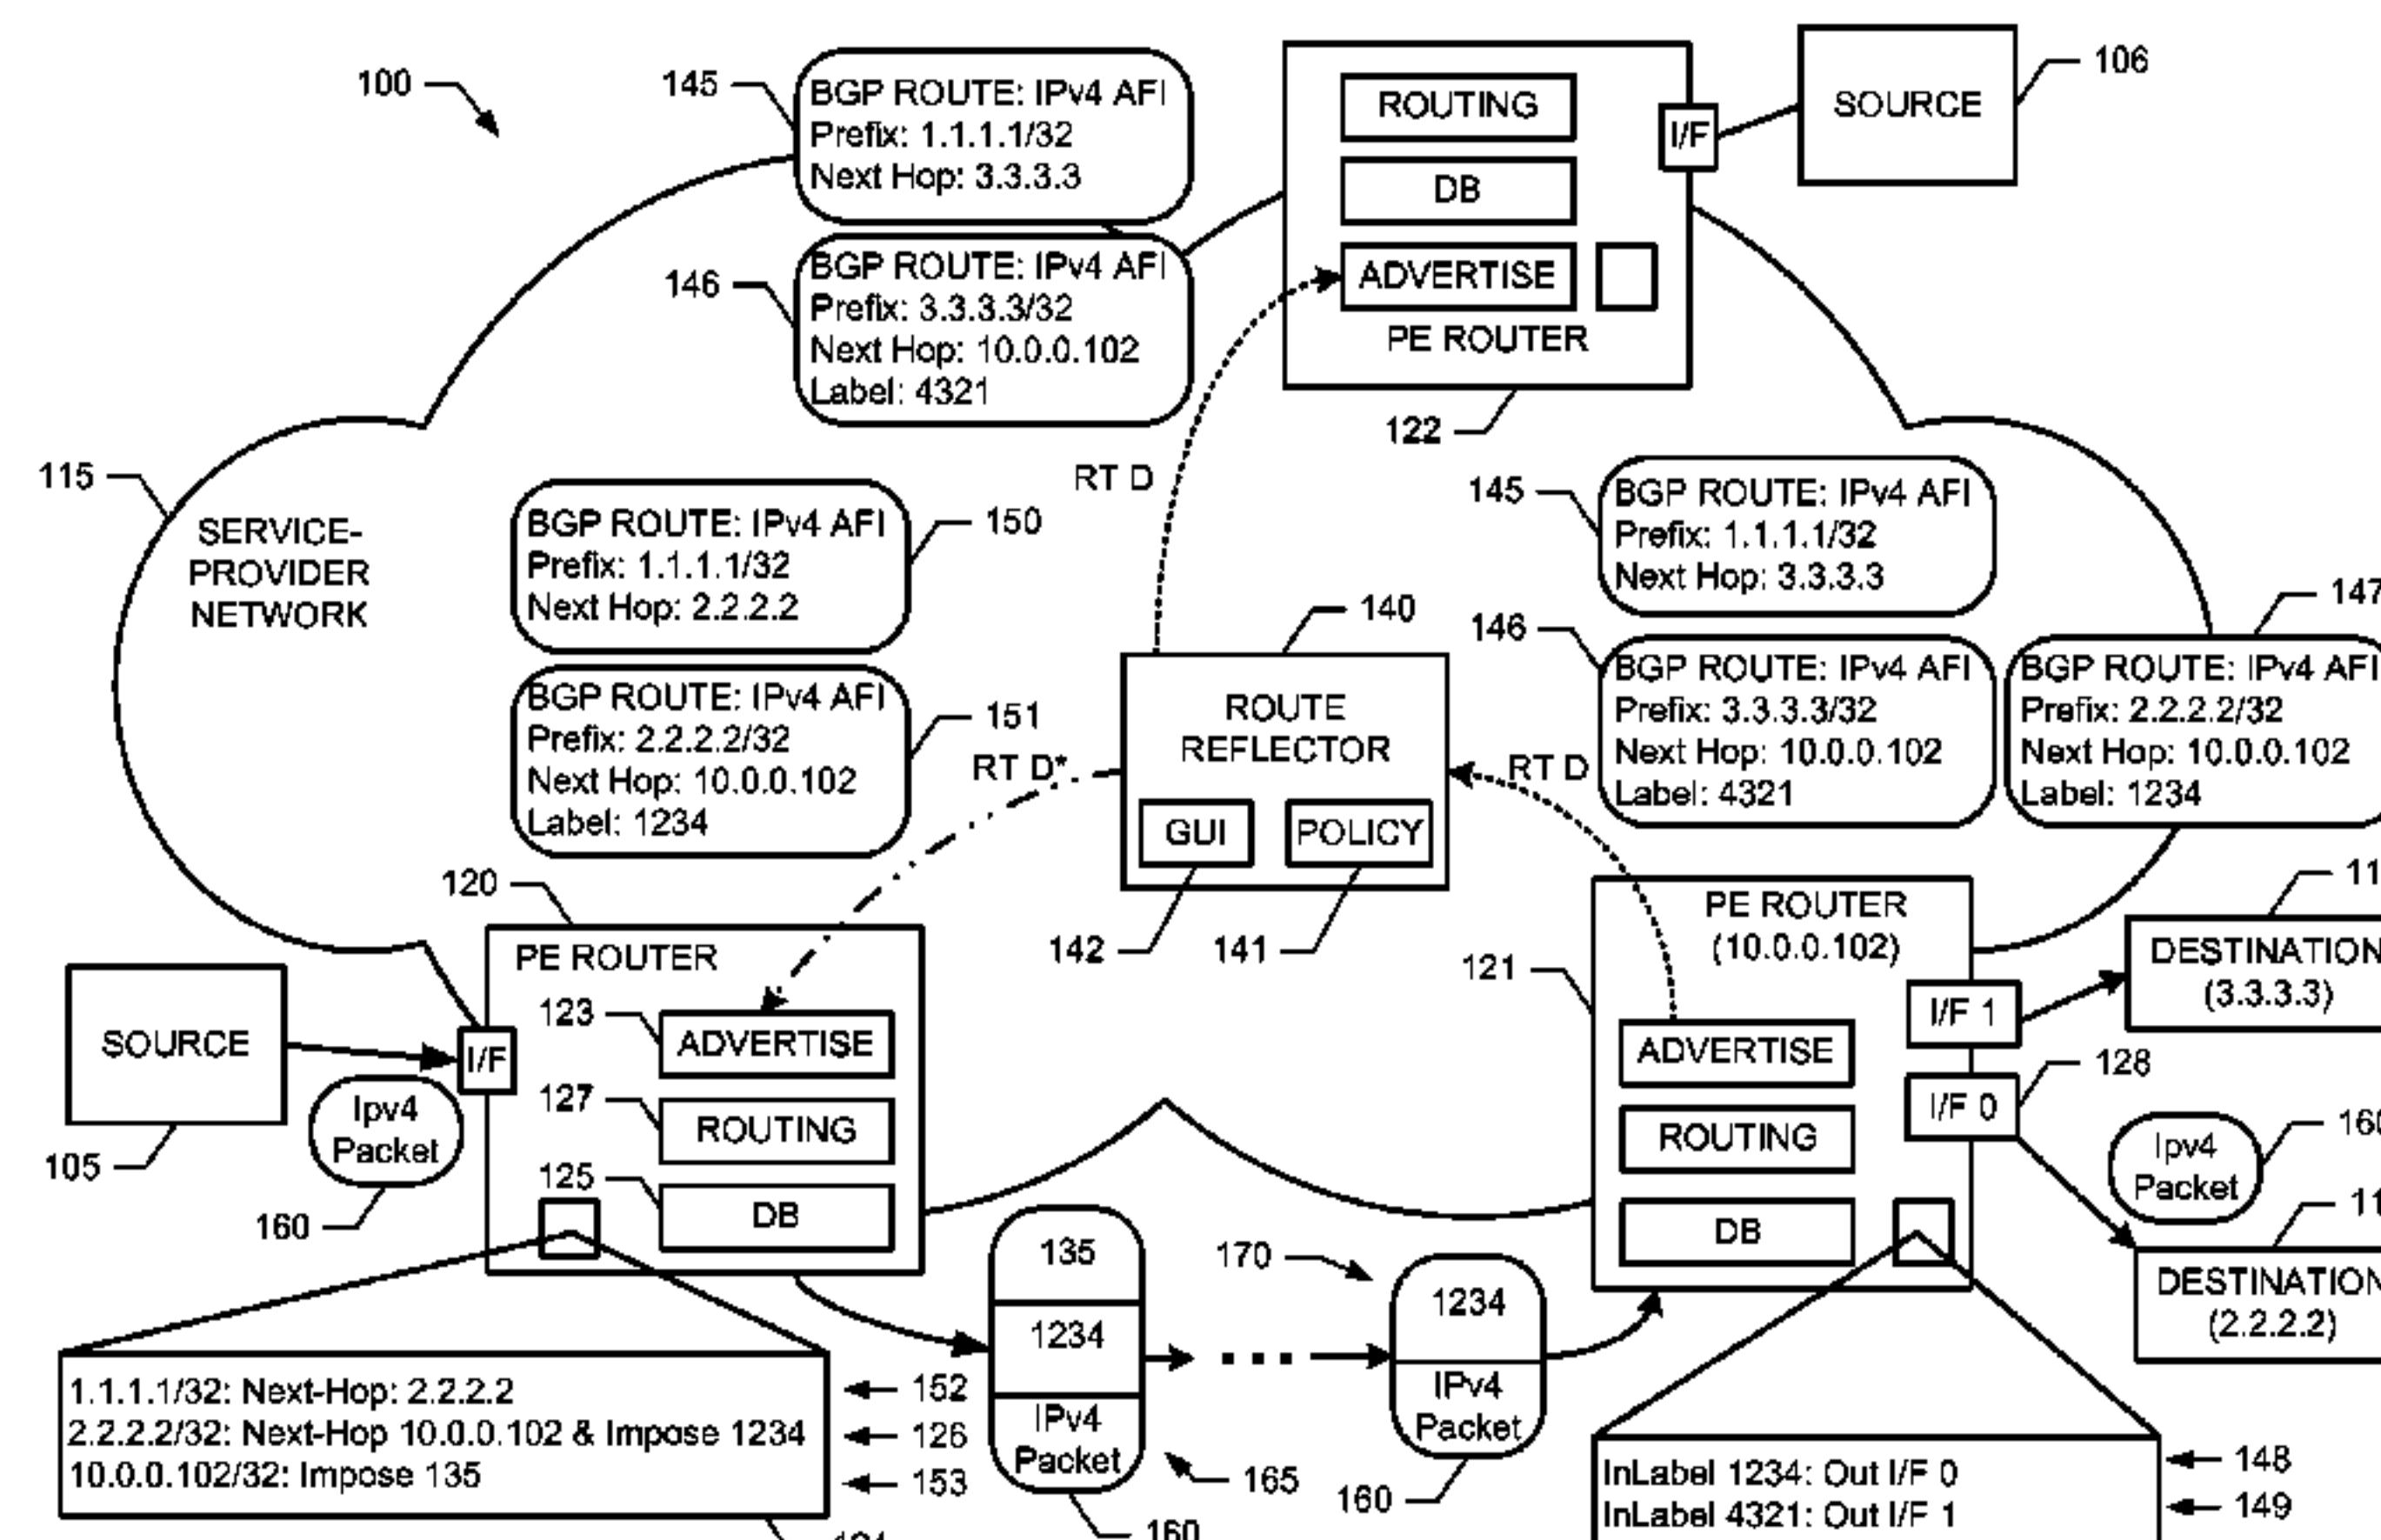 100
145
BGP ROUTE: IPv4 AFI
Prefix: 1.1.1.1/32
Next Hop: 3.3.3.3
146
BGP ROUTE: IPv4 AFI
Prefix: 3.3.3.3/32
Next Hop: 10.0.0.102
Label: 4321
ROUTING
DB
ADVERTISE
PE ROUTER
I/F
SOURCE
106
122
115
SERVICE-
PROVIDER
NETWORK
BGP ROUTE: IPv4 AFI
Prefix: 1.1.1.1/32
Next Hop: 2.2.2.2
150
BGP ROUTE: IPv4 AFI
Prefix: 2.2.2.2/32
Next Hop: 10.0.0.102
Label: 1234
151
RT D
RT D*
140
ROUTE
REFLECTOR
GUI
POLICY
142
141
RT D
145
BGP ROUTE: IPv4 AFI
Prefix: 1.1.1.1/32
Next Hop: 3.3.3.3
146
BGP ROUTE: IPv4 AFI
Prefix: 3.3.3.3/32
Next Hop: 10.0.0.102
Label: 4321
147
BGP ROUTE: IPv4 AFI
Prefix: 2.2.2.2/32
Next Hop: 10.0.0.102
Label: 1234
120
PE ROUTER
SOURCE
105
I/F
Ipv4
Packet
160
123
ADVERTISE
127
ROUTING
125
DB
121
PE ROUTER
(10.0.0.102)
ADVERTISE
ROUTING
DB
I/F 1
I/F 0
128
DESTINATION
(3.3.3.3)
Ipv4
Packet
160
DESTINATION
(2.2.2.2)
135
1234
IPv4
Packet
165
160
170
1234
IPv4
Packet
160
1.1.1.1/32: Next-Hop: 2.2.2.2
152
2.2.2.2/32: Next-Hop 10.0.0.102 & Impose 1234
126
10.0.0.102/32: Impose 135
153
InLabel 1234: Out I/F 0
148
InLabel 4321: Out I/F 1
149